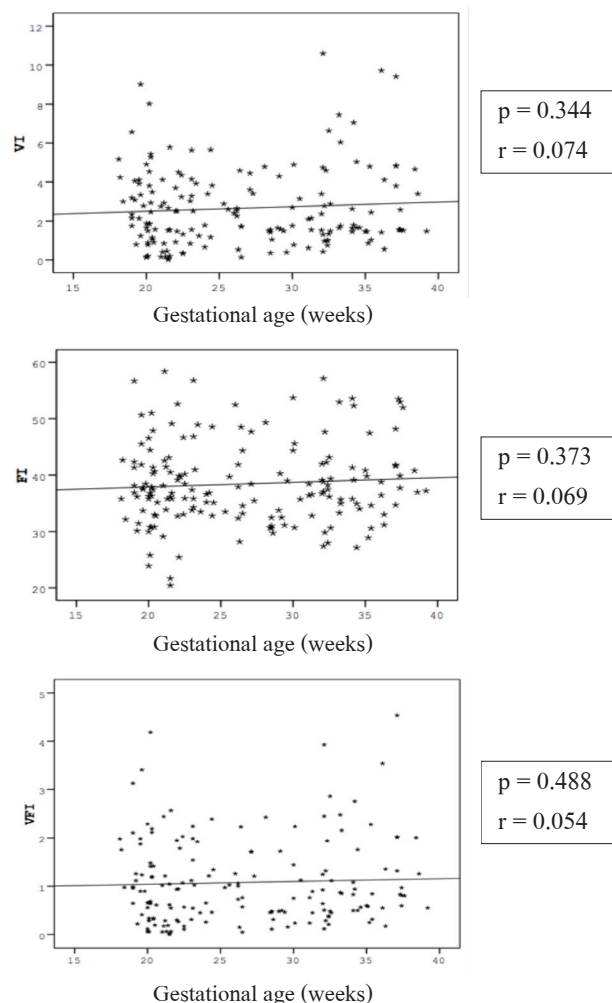 12
10
8
6
4
2
0
VI
15 20 25 30 35 40
Gestational age (weeks)
p = 0.344
r = 0.074
60
50
40
30
20
FI
15 20 25 30 35 40
Gestational age (weeks)
p = 0.373
r = 0.069
5
4
3
2
1
0
VFI
15 20 25 30 35 40
Gestational age (weeks)
p = 0.488
r = 0.054